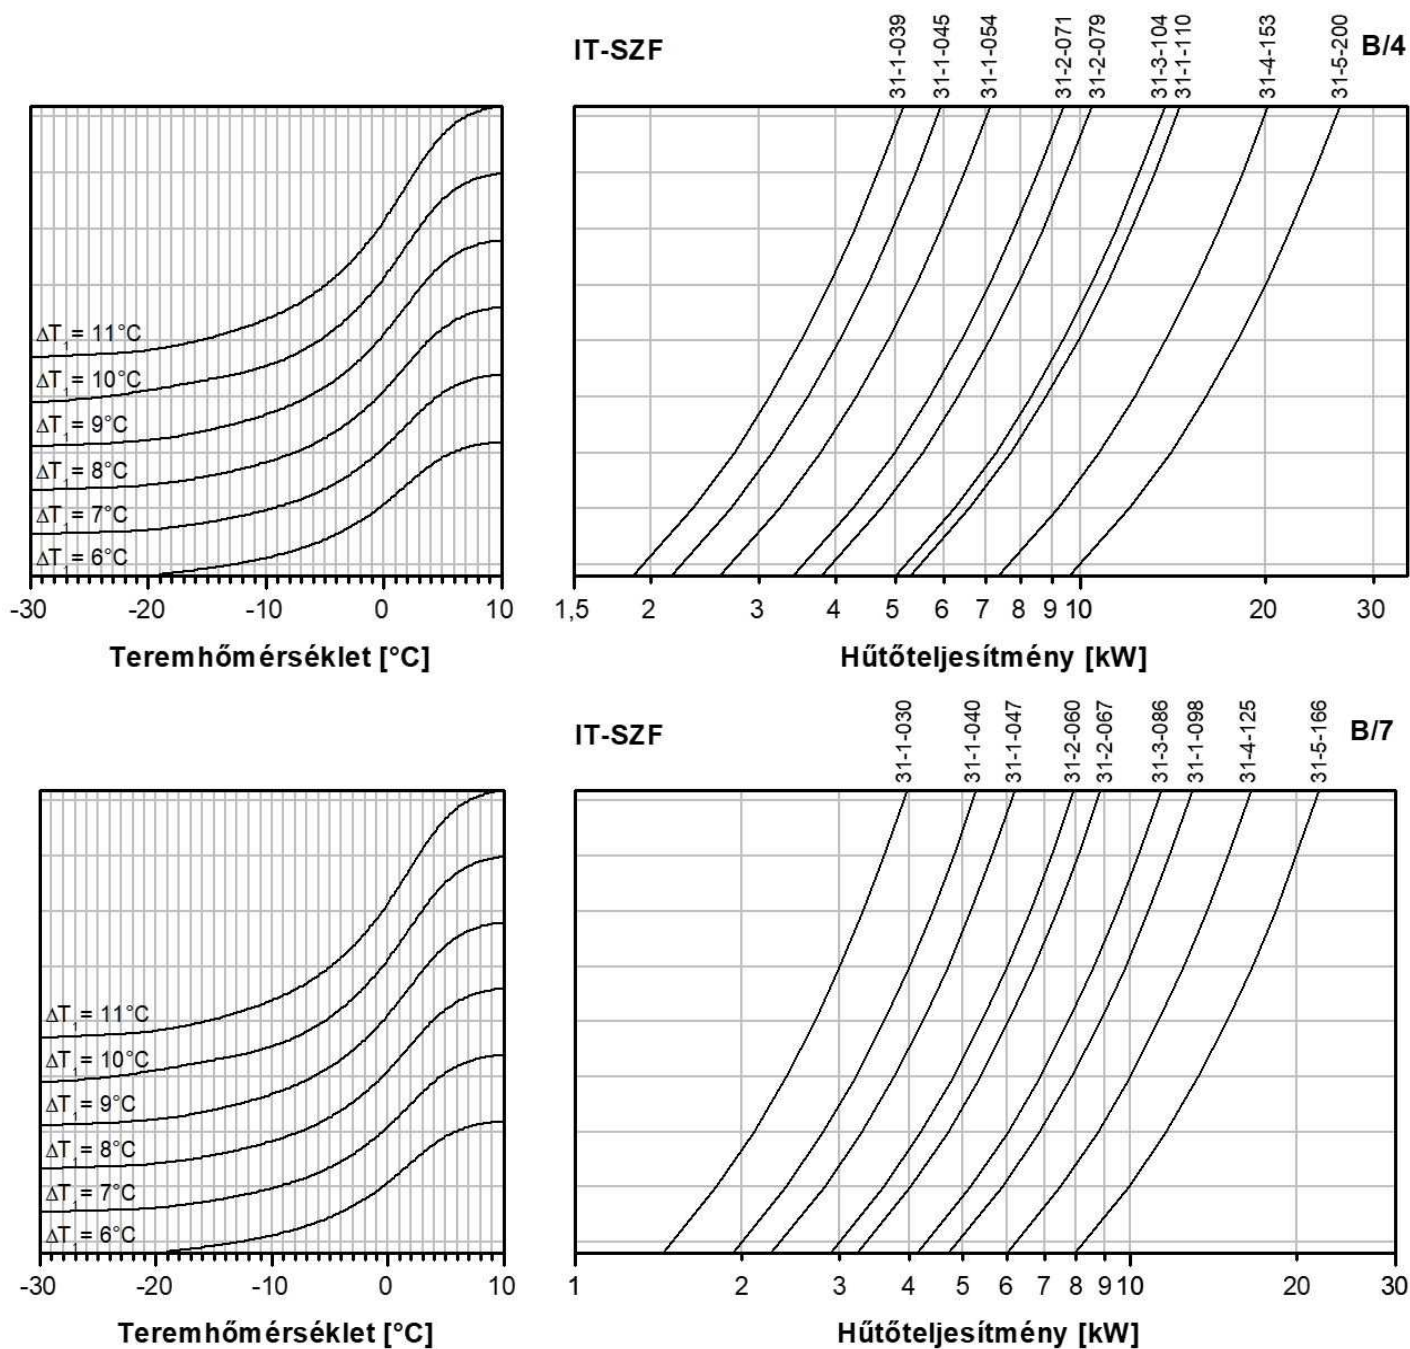 IT-SZF
31-1-039
31-1-045
31-1-054
31-2-071
31-2-079
31-3-104
31-1-110
31-4-153
31-5-200
B/4
ΔT₁ = 11°C
ΔT₁ = 10°C
ΔT₁ = 9°C
ΔT₁ = 8°C
ΔT₁ = 7°C
ΔT₁ = 6°C
-30 -20 -10 0 10
1,5 2 3 4 5 6 7 8 9 10 20 30
Teremhőmérséklet [°C]
Hűtőteljesítmény [kW]
IT-SZF
31-1-030
31-1-040
31-1-047
31-2-060
31-2-067
31-3-086
31-1-098
31-4-125
31-5-166
B/7
ΔT₁ = 11°C
ΔT₁ = 10°C
ΔT₁ = 9°C
ΔT₁ = 8°C
ΔT₁ = 7°C
ΔT₁ = 6°C
-30 -20 -10 0 10
1 2 3 4 5 6 7 8 9 10 20 30
Teremhőmérséklet [°C]
Hűtőteljesítmény [kW]